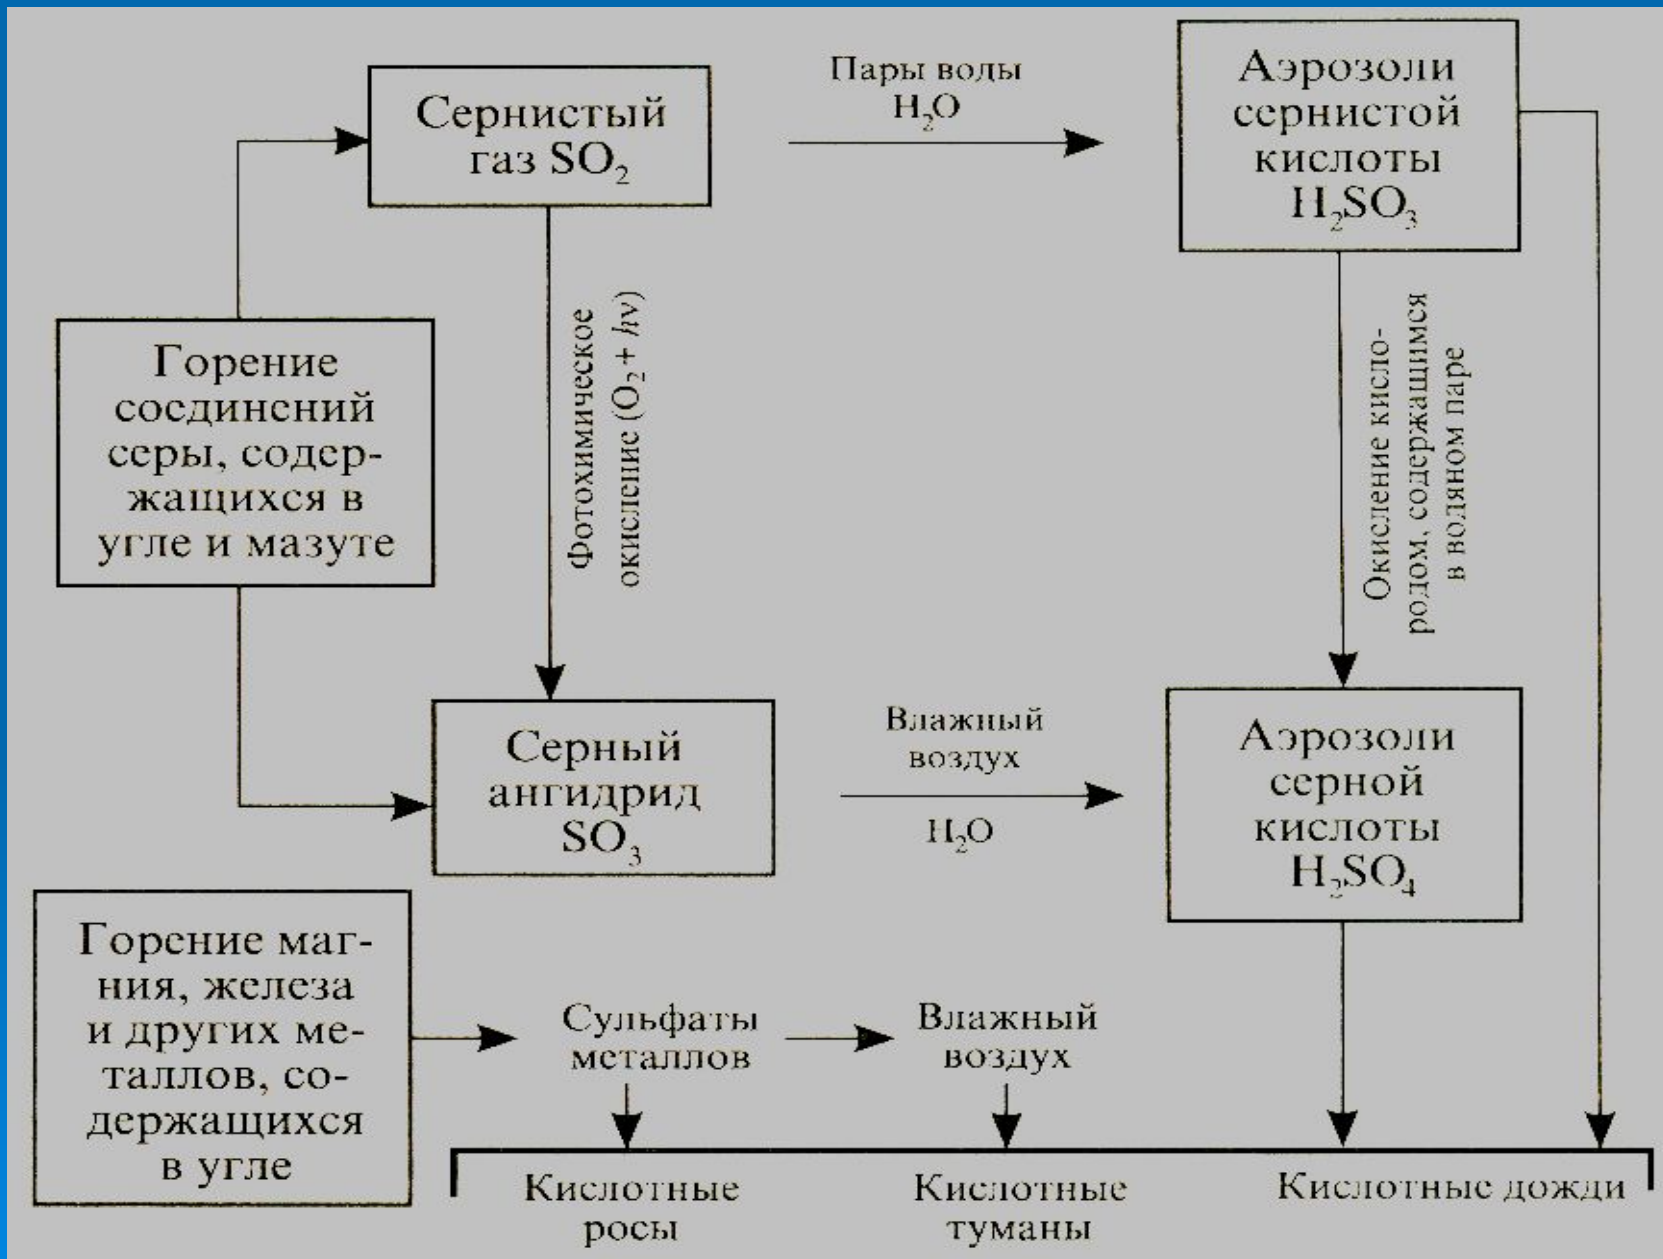 Сернистый
газ SO₂
Пары воды
H₂O
Аэрозоли
сернистой
кислоты
H₂SO₃
Горение
соединений
серы, содер-
жащихся в
угле и мазуте
Фотохимическое
окисление (O₂ + hν)
Окисление кисло-
родом, содержащимся
в водяном паре
Серный
ангидрид
SO₃
Влажный
воздух
H₂O
Аэрозоли
серной
кислоты
H₂SO₄
Горение маг-
ния, железа
и других ме-
таллов, со-
держащихся
в угле
Сульфаты
металлов
Влажный
воздух
Кислотные
росы
Кислотные
туманы
Кислотные дожди